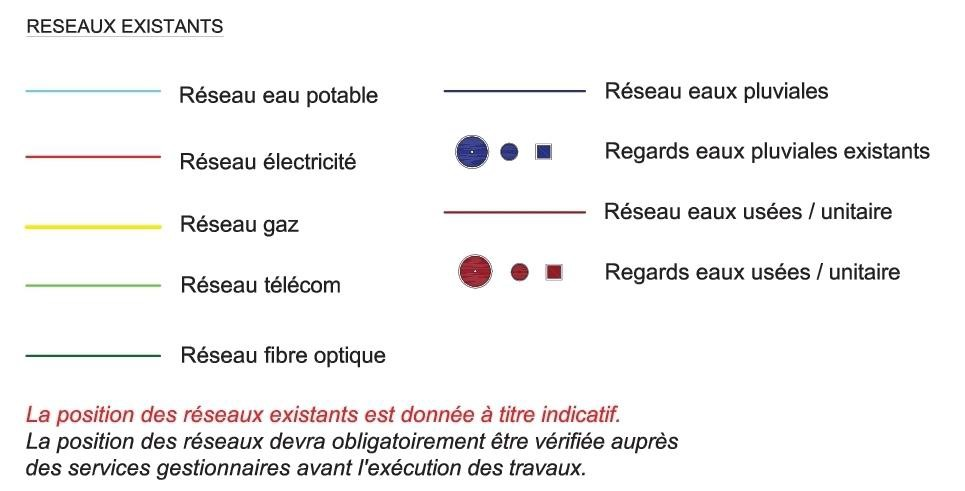 RESEAUX EXISTANTS
Réseau eau potable
Réseau électricité
Réseau gaz
Réseau télécom
Réseau fibre optique
Réseau eaux pluviales
Regards eaux pluviales existants
Réseau eaux usées / unitaire
Regards eaux usées / unitaire
La position des réseaux existants est donnée à titre indicatif.
La position des réseaux devra obligatoirement être vérifiée auprès
des services gestionnaires avant l'exécution des travaux.